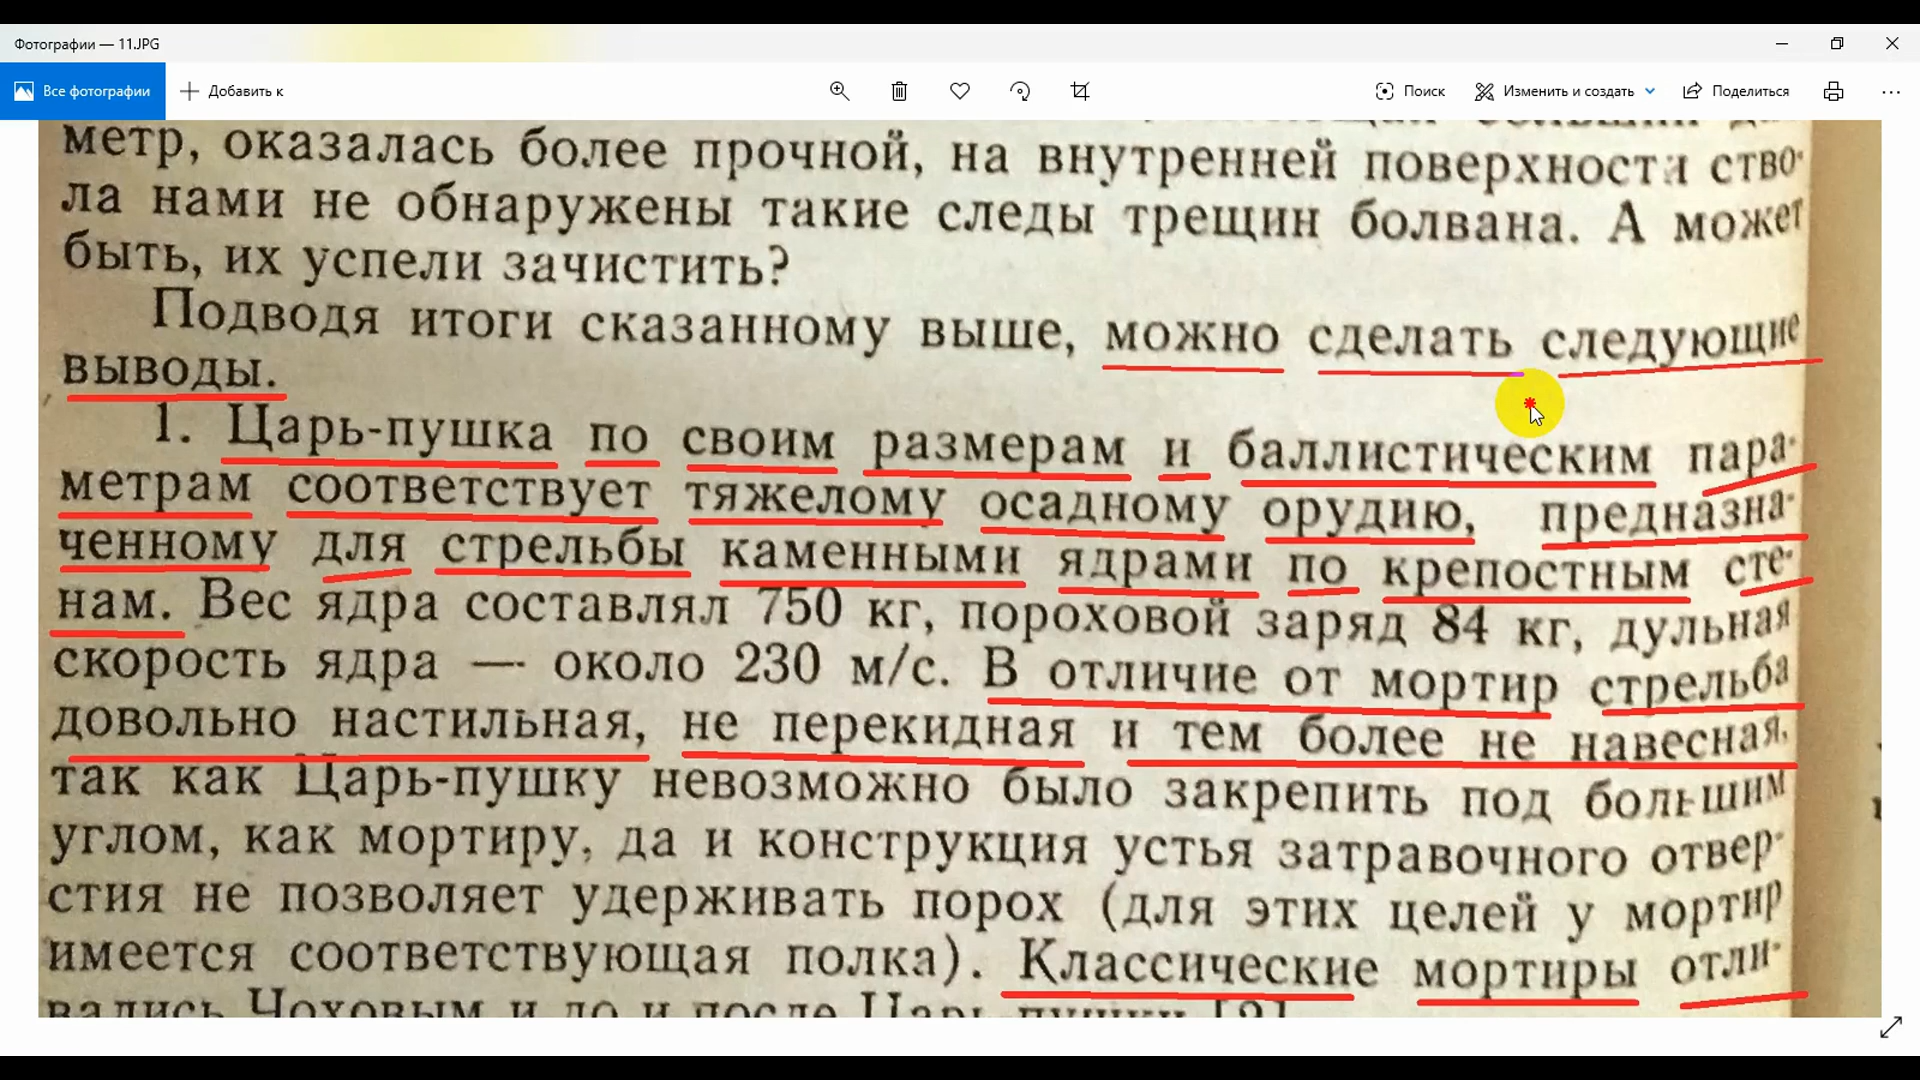 Фотографии — 11.JPG
Все фотографии
Добавить к
Поиск
Изменить и создать
Поделиться
метр, оказалась более прочной, на внутренней поверхности ство-
ла нами не обнаружены такие следы трещин болвана. А может
быть, их успели зачистить?
Подводя итоги сказанному выше, можно сделать следующие
выводы.
1. Царь-пушка по своим размерам и баллистическим пара-
метрам соответствует тяжелому осадному орудию, предназна-
ченному для стрельбы каменными ядрами по крепостным сте-
нам. Вес ядра составлял 750 кг, пороховой заряд 84 кг, дульная
скорость ядра — около 230 м/с. В отличие от мортир стрельба
довольно настильная, не перекидная и тем более не навесная,
так как Царь-пушку невозможно было закрепить под большим
углом, как мортиру, да и конструкция устья затравочного отвер-
стия не позволяет удерживать порох (для этих целей у мортир
имеется соответствующая полка). Классические мортиры отли-
вались Чоховым и до и после Царь-пушки